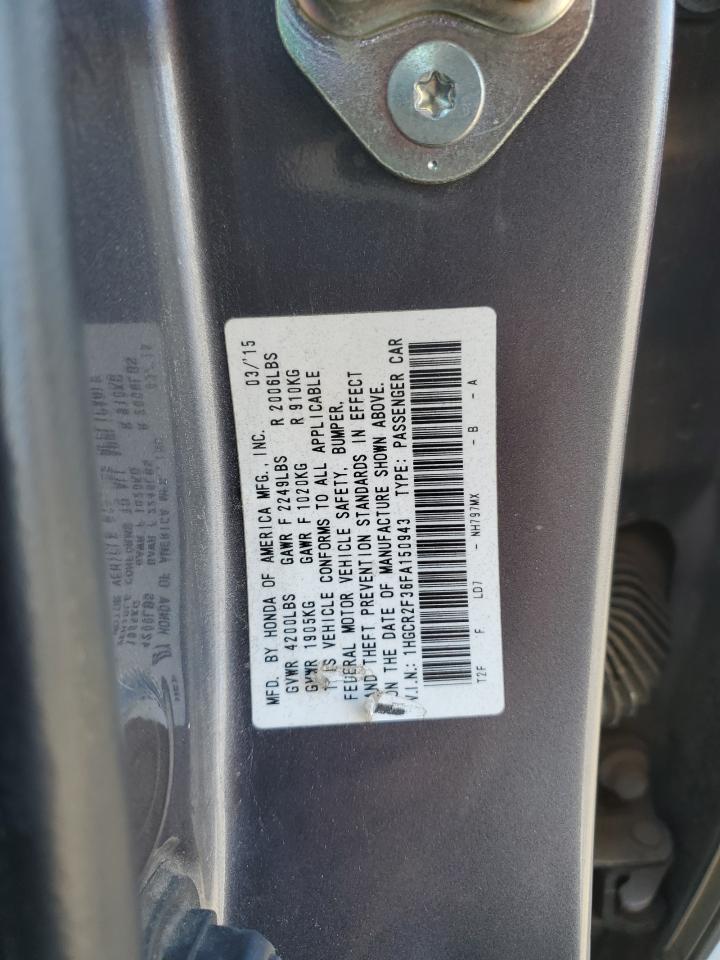 MFD. BY HONDA OF AMERICA MFG., INC. 03/'15
GVWR 4200LBS GAWR F 2249LBS R 2006LBS
GVWR 1905KG GAWR F 1020KG R 910KG
THIS VEHICLE CONFORMS TO ALL APPLICABLE
FEDERAL MOTOR VEHICLE SAFETY, BUMPER,
AND THEFT PREVENTION STANDARDS IN EFFECT
ON THE DATE OF MANUFACTURE SHOWN ABOVE.
V.I.N.: 1HGCR2F36FA150943 TYPE: PASSENGER CAR
T2F F LD7 - NH797MX - B - A